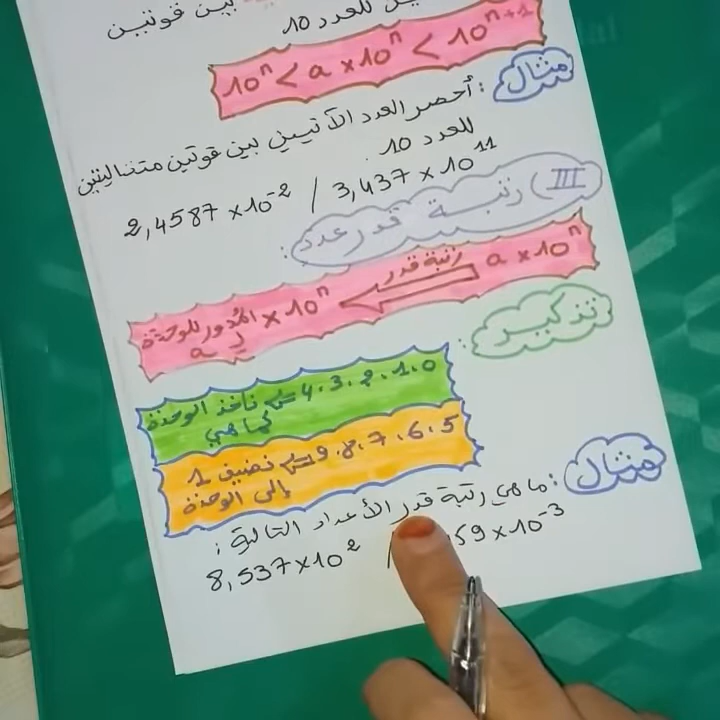 بين قوتين
للعدد 10
10ⁿ < a × 10ⁿ < 10ⁿ⁺¹
مثال :
أحصر العدد الآتيين بين قوتين متتاليتين
للعدد 10.
2,4587 × 10⁻² / 3,437 × 10¹¹
III) رتبة قدر عدد :
a × 10ⁿ رتبة قدر المدور للوحدة لـ a × 10ⁿ
تذكير :
0، 1، 2، 3، 4 <= نأخذ الوحدة
كما هي
5، 6، 7، 8، 9 <= نضيف 1
إلى الوحدة
مثال :
ما هي رتبة قدر الأعداد التالية :
8,537 × 10² / 59 × 10⁻³